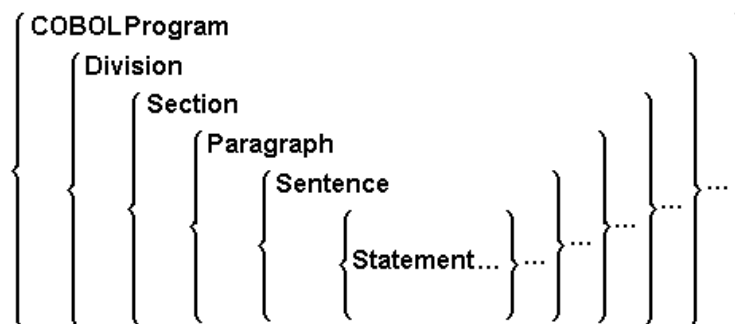 COBOLProgram
Division
Section
Paragraph
Sentence
Statement... ... ... ... ... ...